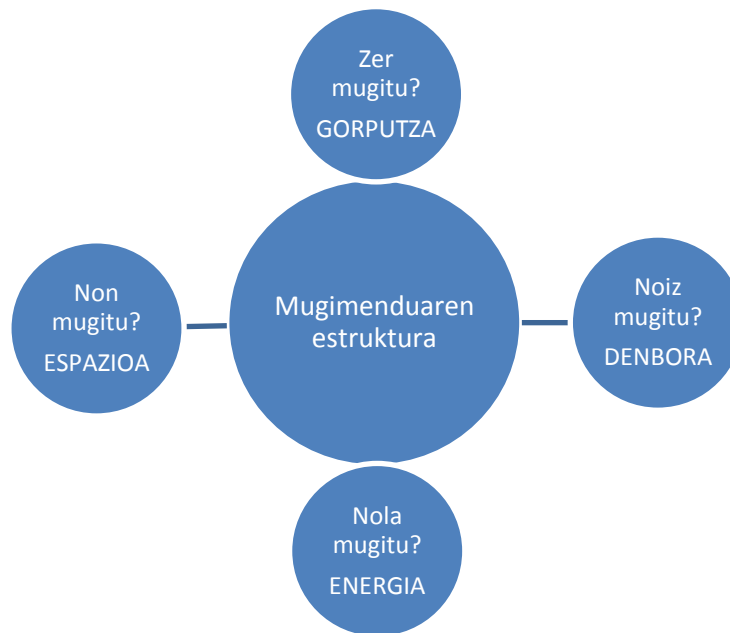 Zer
mugitu?
GORPUTZA
Non
mugitu?
ESPAZIOA
Mugimenduaren
estruktura
Noiz
mugitu?
DENBORA
Nola
mugitu?
ENERGIA